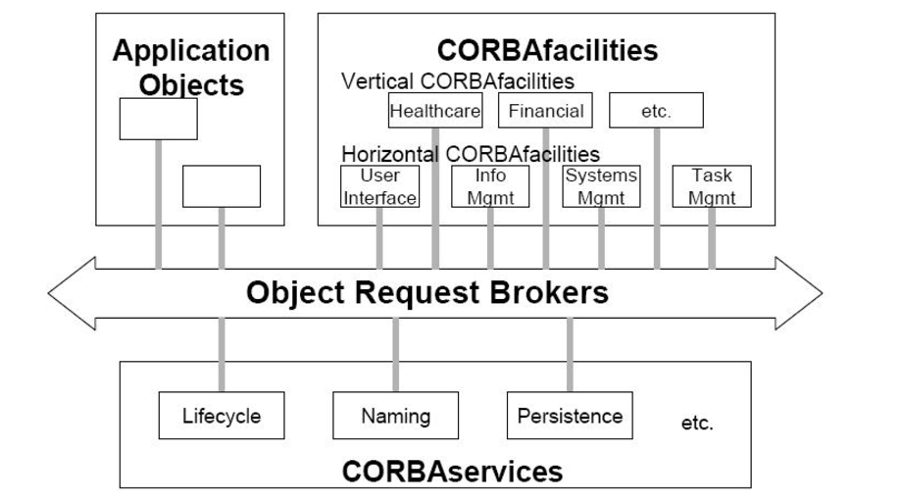 Application
Objects
CORBAfacilities
Vertical CORBAfacilities
Healthcare
Financial
etc.
Horizontal CORBAfacilities
User
Interface
Info
Mgmt
Systems
Mgmt
Task
Mgmt
Object Request Brokers
Lifecycle
Naming
Persistence
etc.
CORBAservices